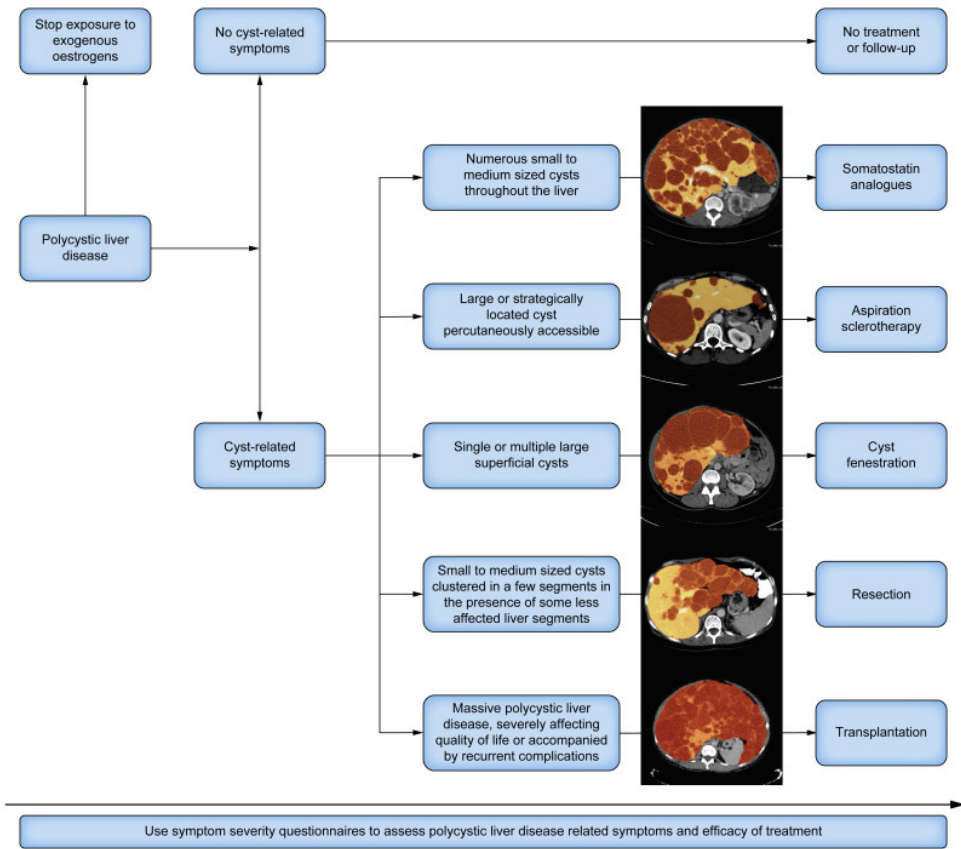 Stop exposure to
exogenous
oestrogens
No cyst-related
symptoms
No treatment
or follow-up
Numerous small to
medium sized cysts
throughout the liver
Somatostatin
analogues
Polycystic liver
disease
Large or strategically
located cyst
percutaneously accessible
Aspiration
sclerotherapy
Cyst-related
symptoms
Single or multiple large
superficial cysts
Cyst
fenestration
Small to medium sized cysts
clustered in a few segments in
the presence of some less
affected liver segments
Resection
Massive polycystic liver
disease, severely affecting
quality of life or accompanied
by recurrent complications
Transplantation
Use symptom severity questionnaires to assess polycystic liver disease related symptoms and efficacy of treatment